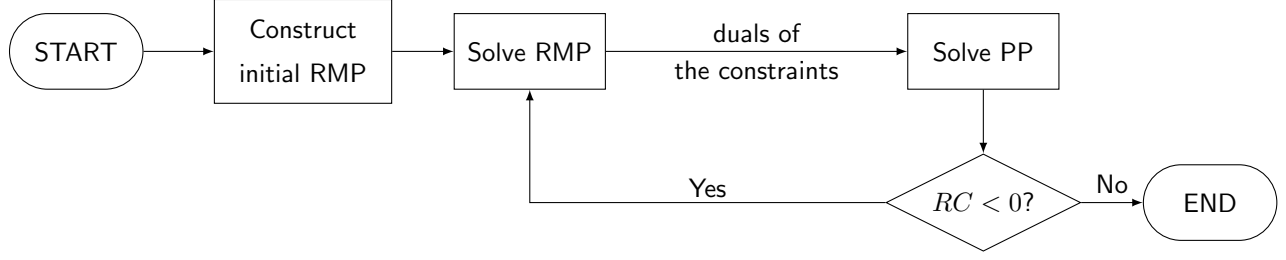 START
Construct
initial RMP
Solve RMP
duals of
the constraints
Solve PP
Yes
RC < 0?
No
END